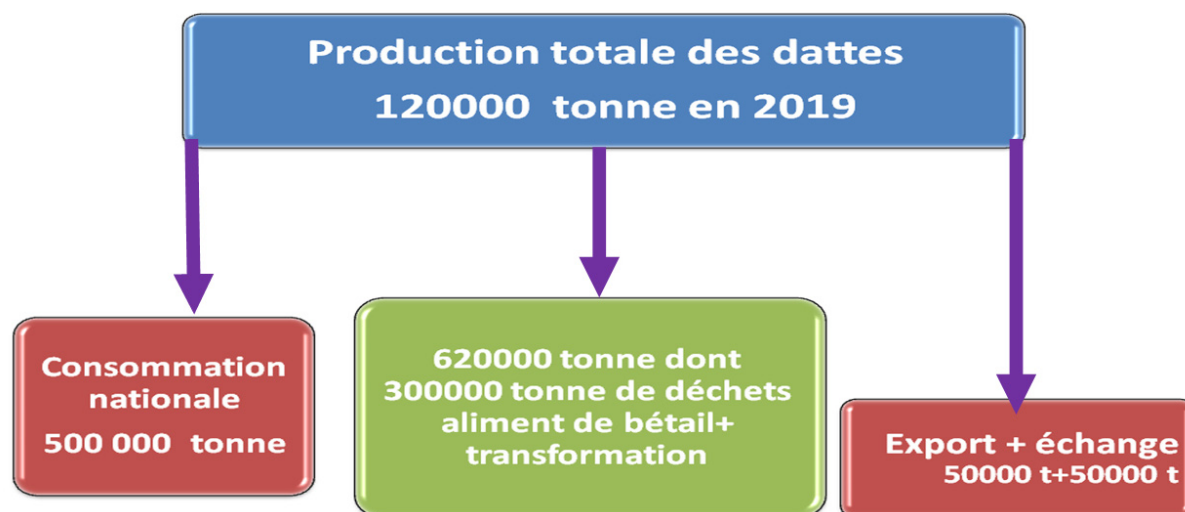 Production totale des dattes
120000 tonne en 2019
Consommation
nationale
500 000 tonne
620000 tonne dont
300000 tonne de déchets
aliment de bétail+
transformation
Export + échange
50000 t+50000 t